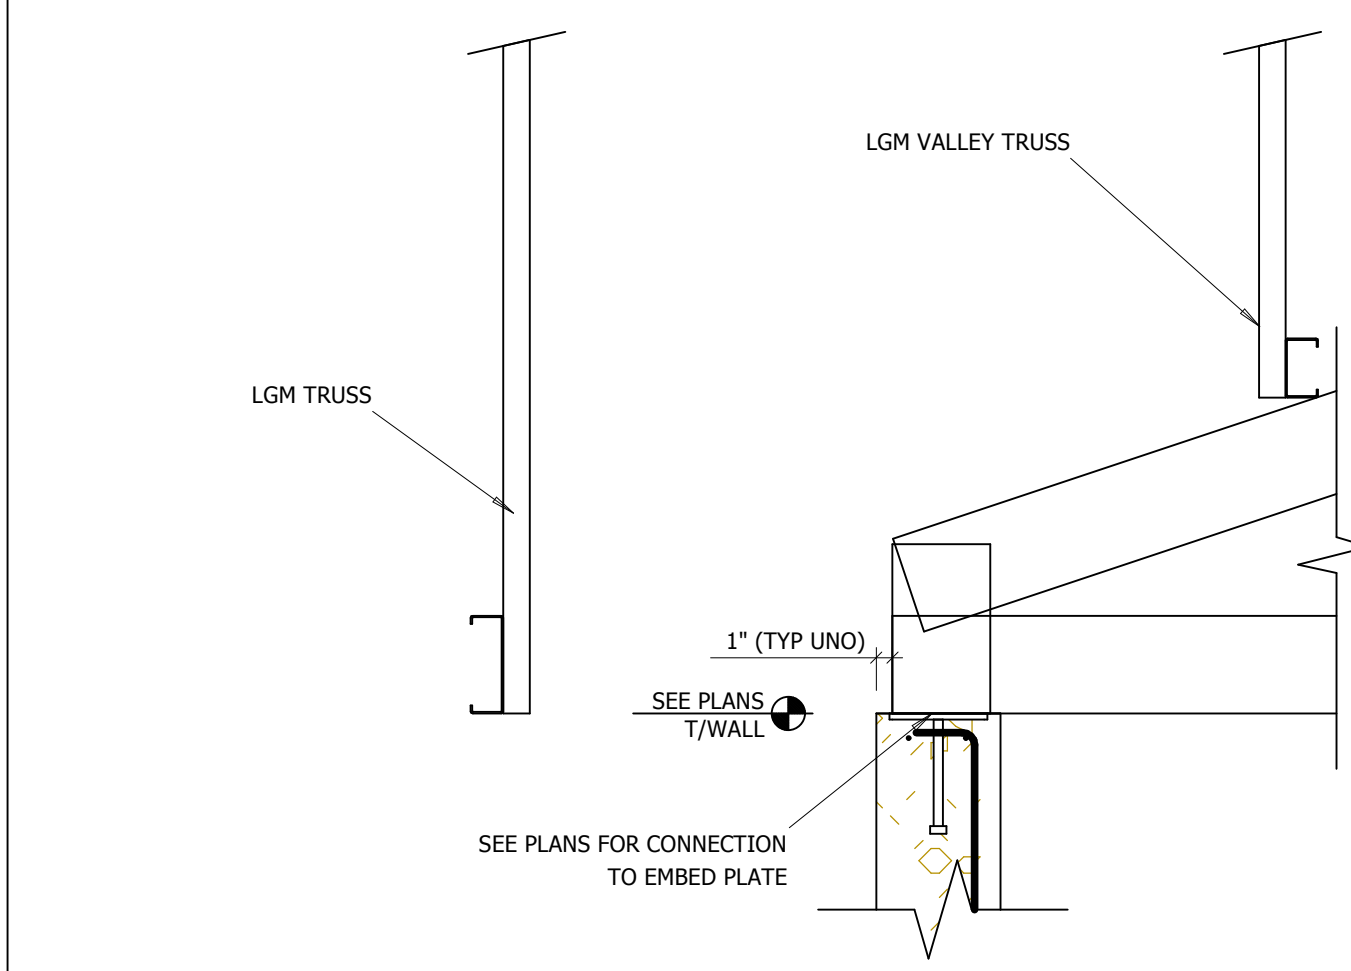 LGM VALLEY TRUSS
LGM TRUSS
1" (TYP UNO)
SEE PLANS
T/WALL
SEE PLANS FOR CONNECTION
TO EMBED PLATE